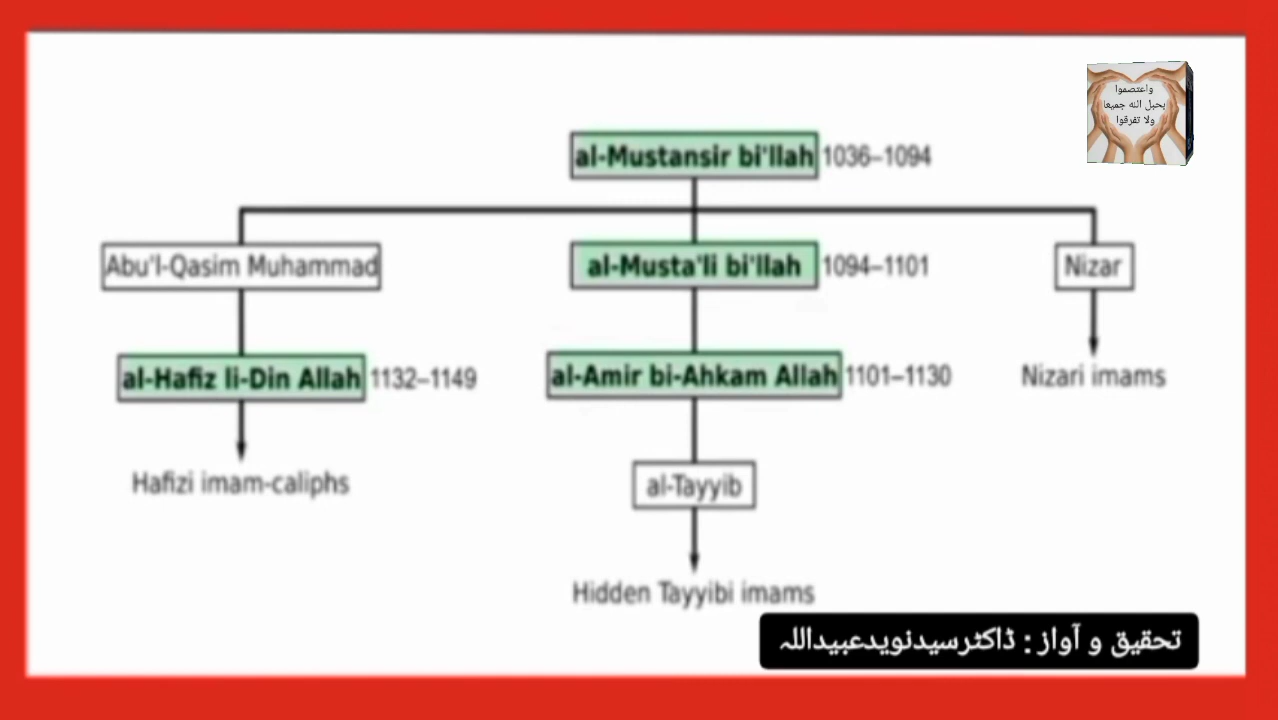 واعتصموا
بحبل الله جميعا
ولا تفرقوا
al-Mustansir bi'llah 1036–1094
Abu'l-Qasim Muhammad
al-Musta'li bi'llah 1094–1101
Nizar
al-Hafiz li-Din Allah 1132–1149
al-Amir bi-Ahkam Allah 1101–1130
Nizari imams
Hafizi imam-caliphs
al-Tayyib
Hidden Tayyibi imams
تحقیق و آواز : ڈاکٹرسیدنویدعبیداللہ